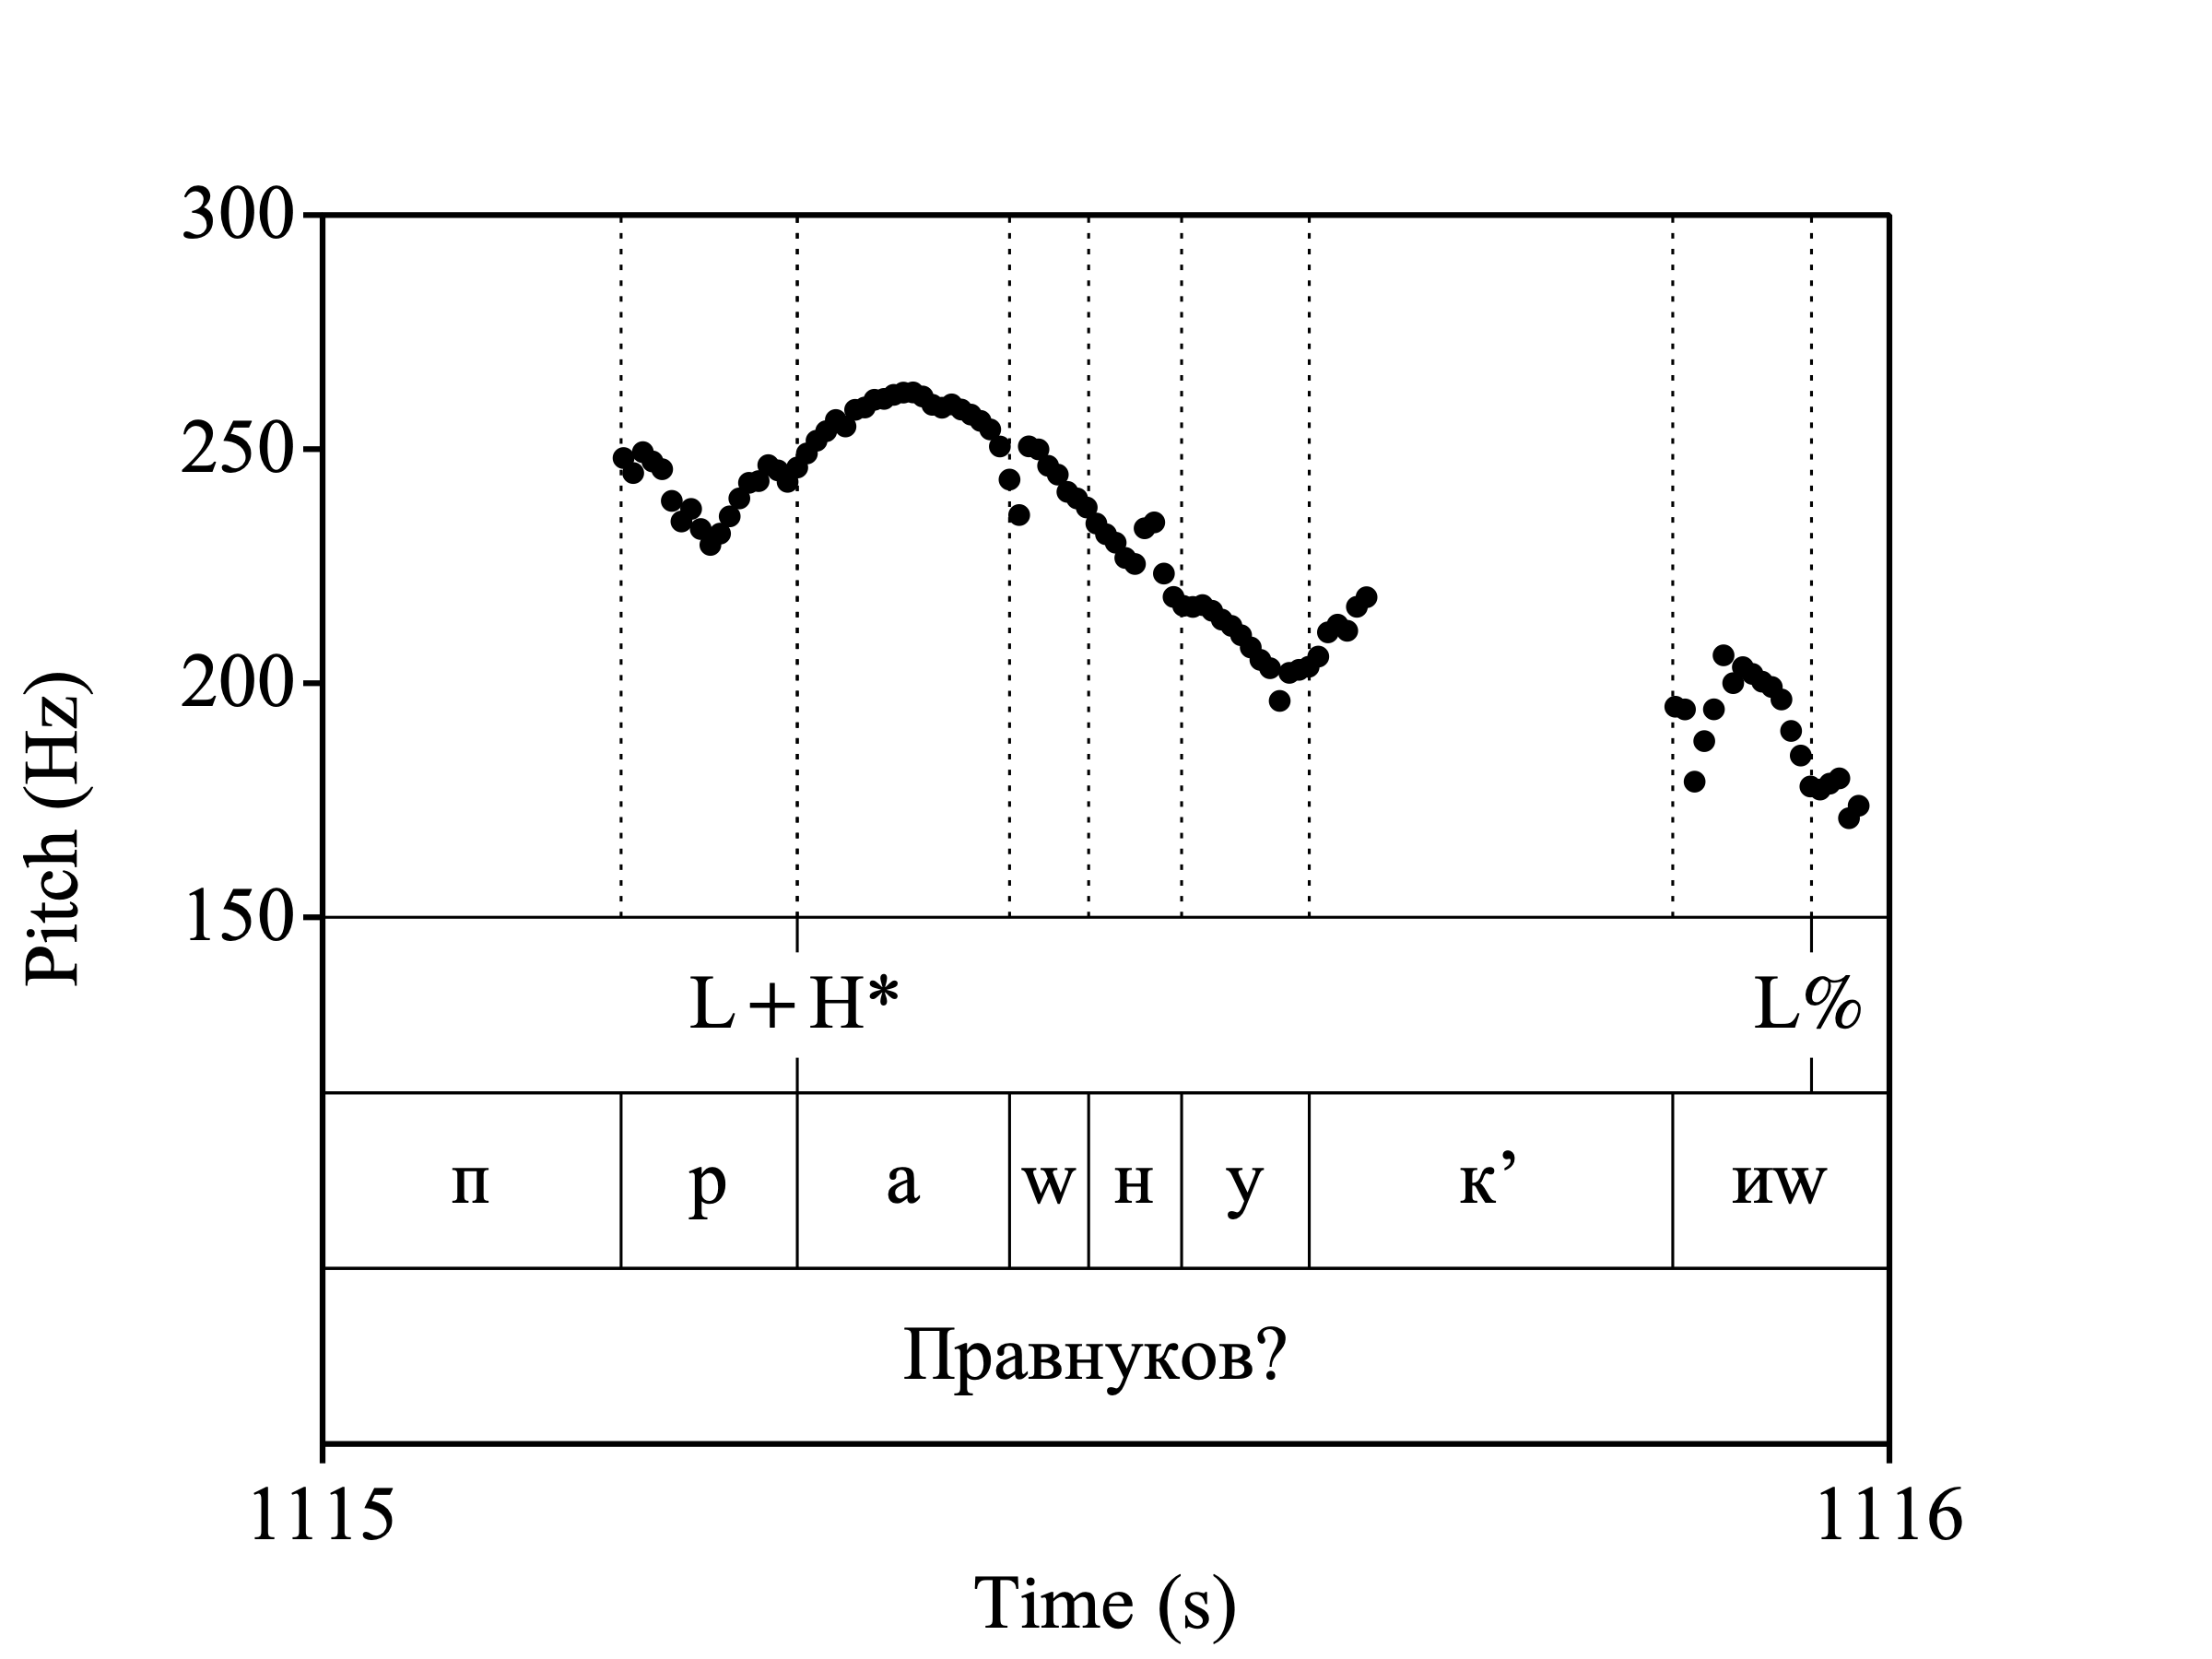 300
250
200
150
Pitch (Hz)
L+H* L%
п р а w н у к’ иw
Правнуков?
1115 1116
Time (s)